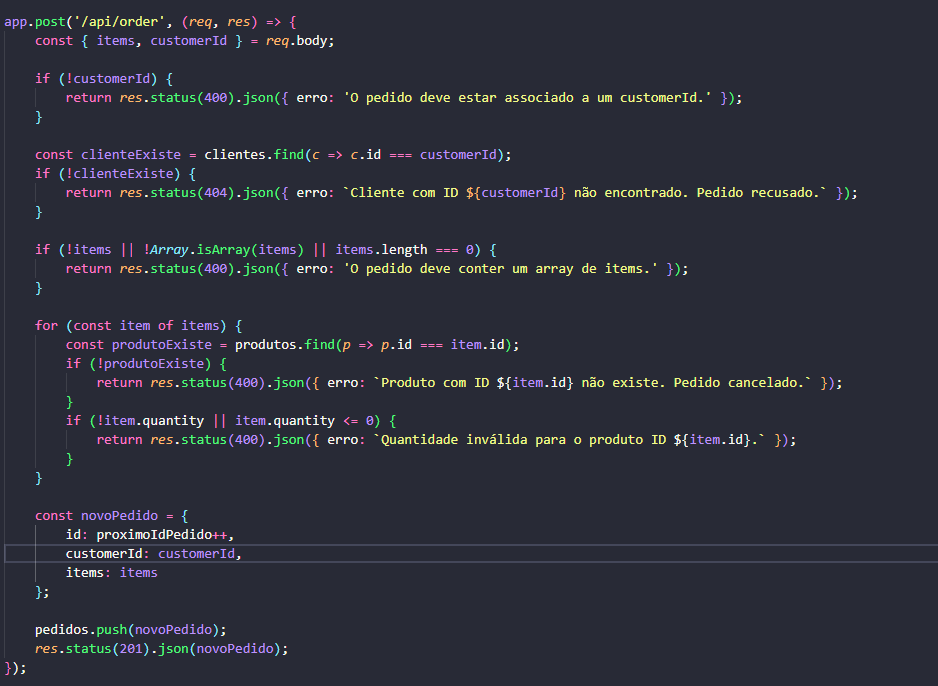 app.post('/api/order', (req, res) => {
    const { items, customerId } = req.body;

    if (!customerId) {
        return res.status(400).json({ erro: 'O pedido deve estar associado a um customerId.' });
    }

    const clienteExiste = clientes.find(c => c.id === customerId);
    if (!clienteExiste) {
        return res.status(404).json({ erro: `Cliente com ID ${customerId} não encontrado. Pedido recusado.` });
    }

    if (!items || !Array.isArray(items) || items.length === 0) {
        return res.status(400).json({ erro: 'O pedido deve conter um array de items.' });
    }

    for (const item of items) {
        const produtoExiste = produtos.find(p => p.id === item.id);
        if (!produtoExiste) {
            return res.status(400).json({ erro: `Produto com ID ${item.id} não existe. Pedido cancelado.` });
        }
        if (!item.quantity || item.quantity <= 0) {
            return res.status(400).json({ erro: `Quantidade inválida para o produto ID ${item.id}.` });
        }
    }

    const novoPedido = {
        id: proximoIdPedido++,
        customerId: customerId,
        items: items
    };

    pedidos.push(novoPedido);
    res.status(201).json(novoPedido);
});